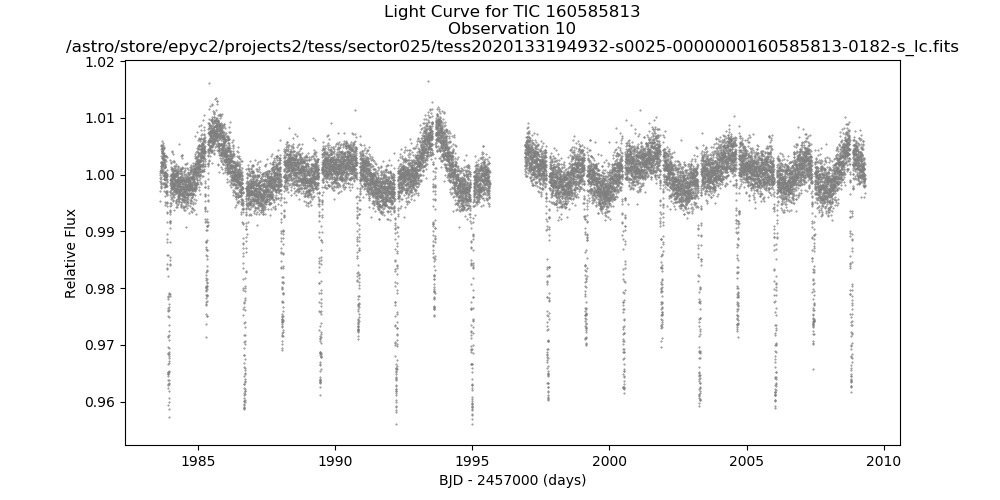 Light Curve for TIC 160585813
Observation 10
/astro/store/epyc2/projects2/tess/sector025/tess2020133194932-s0025-0000000160585813-0182-s_lc.fits
1.02
1.01
1.00
0.99
0.98
0.97
0.96
Relative Flux
1985
1990
1995
2000
2005
2010
BJD - 2457000 (days)